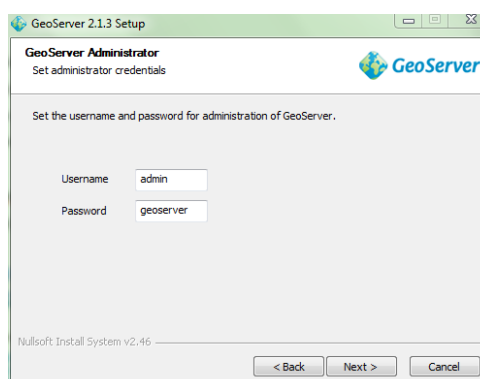 GeoServer 2.1.3 Setup
GeoServer Administrator
Set administrator credentials
GeoServer
Set the username and password for administration of GeoServer.
Username admin
Password geoserver
Nullsoft Install System v2.46
< Back Next > Cancel